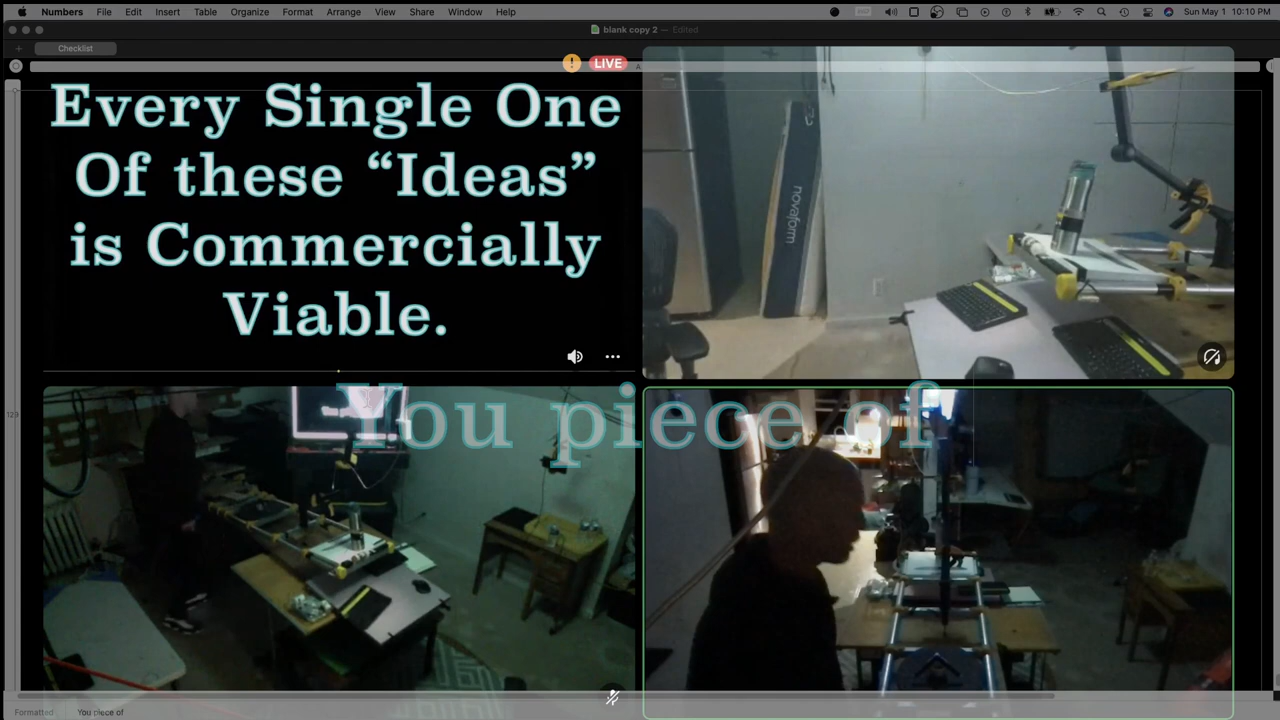 Numbers File Edit Insert Table Organize Format Arrange View Share Window Help Sun May 1 10:10 PM
blank copy 2 — Edited
Checklist
! LIVE
Every Single One
Of these “Ideas”
is Commercially
Viable.
novaform
You piece of
Formatted You piece of